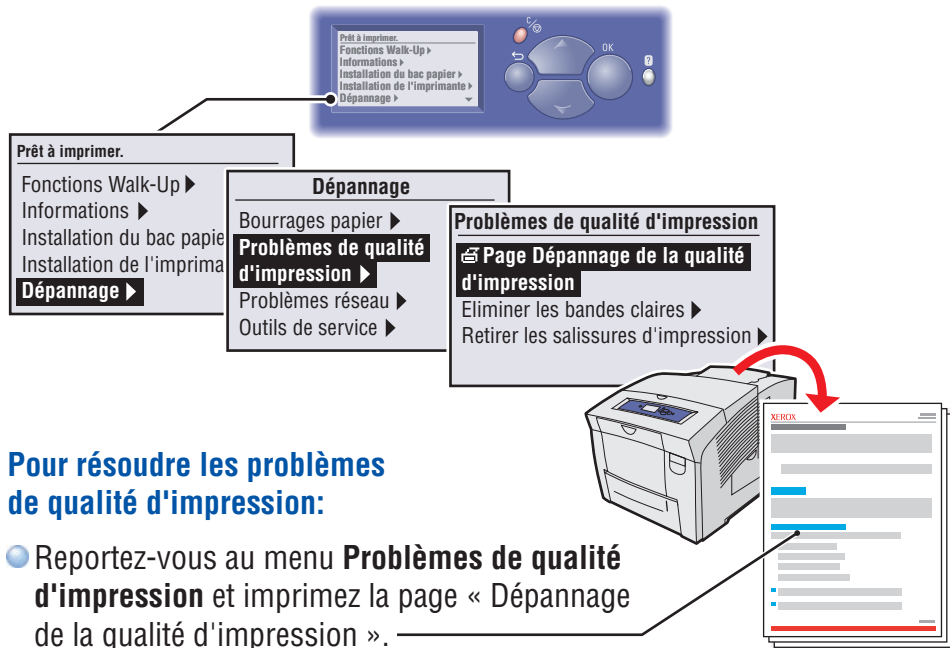 Prêt à imprimer.
Fonctions Walk-Up
Informations
Installation du bac papier
Installation de l'imprimante
Dépannage
C/
OK
?
Prêt à imprimer.
Fonctions Walk-Up
Informations
Installation du bac papie
Installation de l'imprima
Dépannage
Dépannage
Bourrages papier
Problèmes de qualité
d'impression
Problèmes réseau
Outils de service
Problèmes de qualité d'impression
Page Dépannage de la qualité
d'impression
Eliminer les bandes claires
Retirer les salissures d'impression
XEROX
Pour résoudre les problèmes
de qualité d'impression:
Reportez-vous au menu Problèmes de qualité
d'impression et imprimez la page « Dépannage
de la qualité d'impression ».